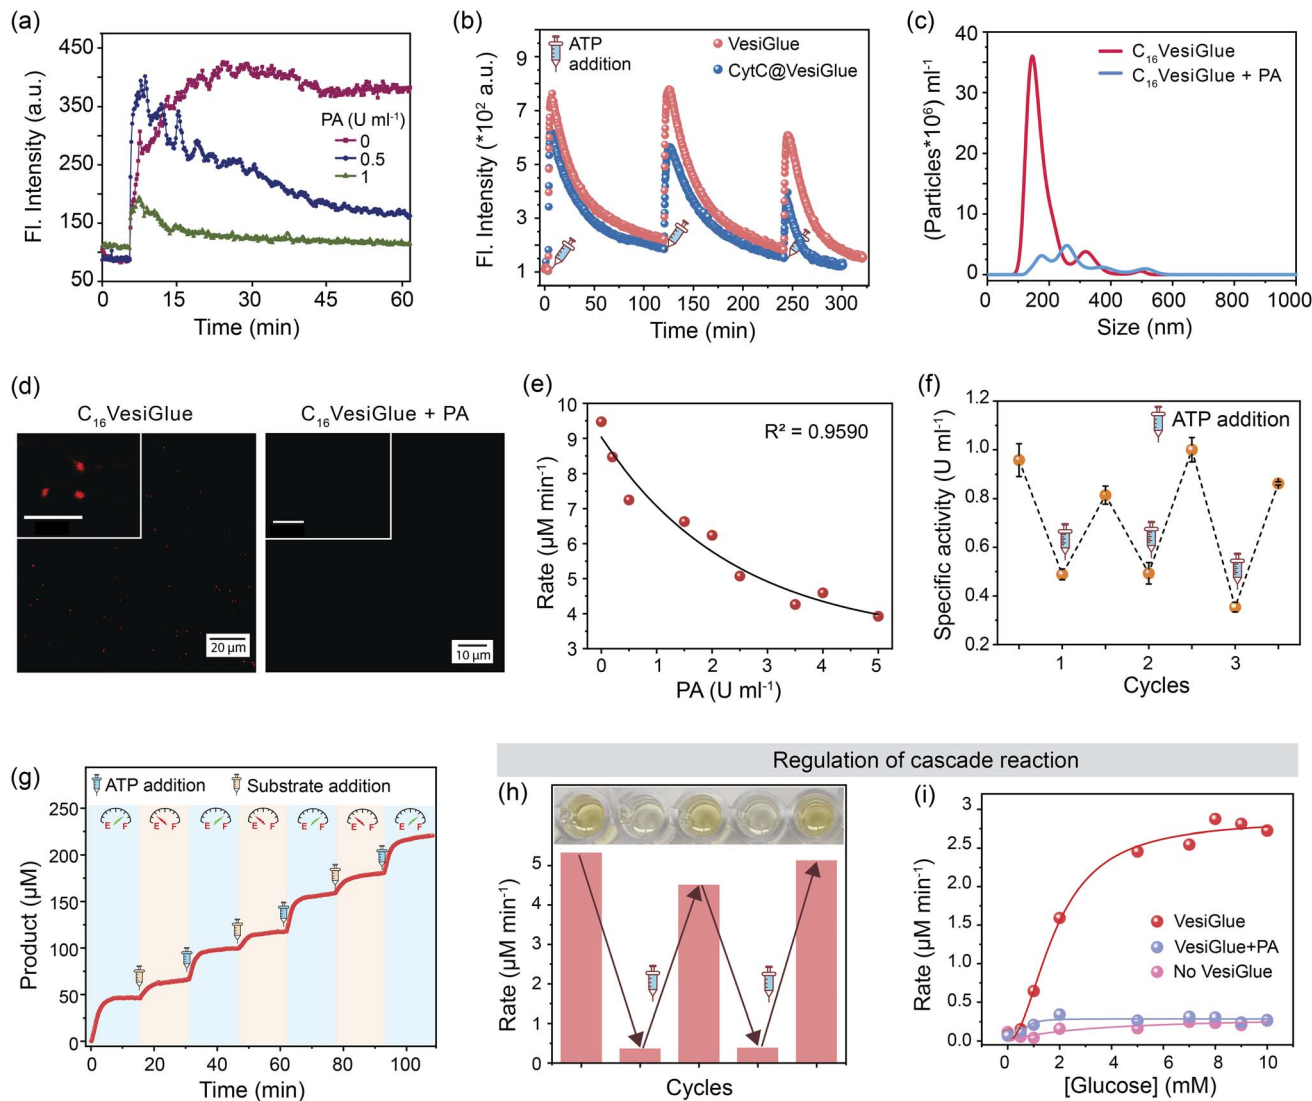 (a)
450
350
250
150
50
Fl. Intensity (a.u.)
PA (U ml⁻¹)
0
0.5
1
0 15 30 45 60
Time (min)
(b)
ATP
addition
VesiGlue
CytC@VesiGlue
9
7
5
3
1
Fl. Intensity (*10² a.u.)
0 50 100 150 200 250 300
Time (min)
(c)
C₁₆VesiGlue
C₁₆VesiGlue + PA
40
30
20
10
0
(Particles*10⁶) ml⁻¹
0 200 400 600 800 1000
Size (nm)
(d)
C₁₆VesiGlue
C₁₆VesiGlue + PA
20 μm
10 μm
(e)
R² = 0.9590
10
9
8
7
6
5
4
3
Rate (μM min⁻¹)
0 1 2 3 4 5
PA (U ml⁻¹)
(f)
ATP addition
1.2
1.0
0.8
0.6
0.4
0.2
Specific activity (U ml⁻¹)
1 2 3
Cycles
(g)
ATP addition
Substrate addition
E F E F E F E F E F E F E F
250
200
150
100
50
0
Product (μM)
0 20 40 60 80 100
Time (min)
Regulation of cascade reaction
(h)
5
4
3
2
1
0
Rate (μM min⁻¹)
Cycles
(i)
3
2.5
2
1.5
1
0.5
0
Rate (μM min⁻¹)
VesiGlue
VesiGlue+PA
No VesiGlue
0 2 4 6 8 10
[Glucose] (mM)